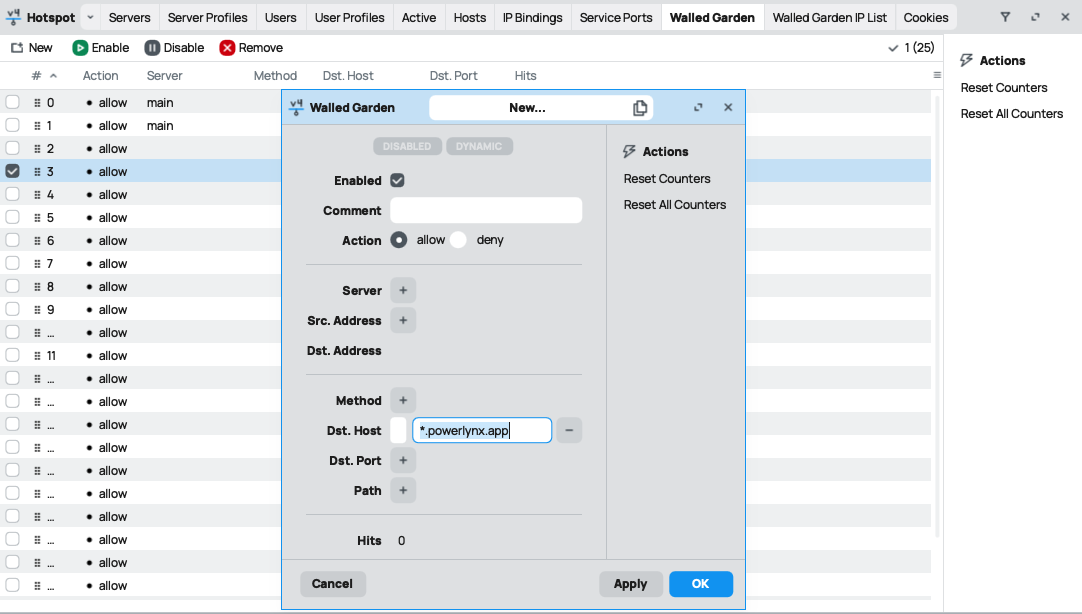 v4 Hotspot Servers Server Profiles Users User Profiles Active Hosts IP Bindings Service Ports Walled Garden Walled Garden IP List Cookies
New Enable Disable Remove 1 (25)
# Action Server Method Dst. Host Dst. Port Hits
0 allow main
1 allow main
2 allow
3 allow
4 allow
5 allow
6 allow
7 allow
8 allow
9 allow
... allow
11 allow
... allow
... allow
... allow
... allow
... allow
... allow
... allow
... allow
... allow
... allow
v4 Walled Garden New...
DISABLED DYNAMIC
Enabled
Comment
Action allow deny
Server +
Src. Address +
Dst. Address
Method +
Dst. Host *.powerlynx.app −
Dst. Port +
Path +
Hits 0
Cancel Apply OK
Actions
Reset Counters
Reset All Counters
Actions
Reset Counters
Reset All Counters